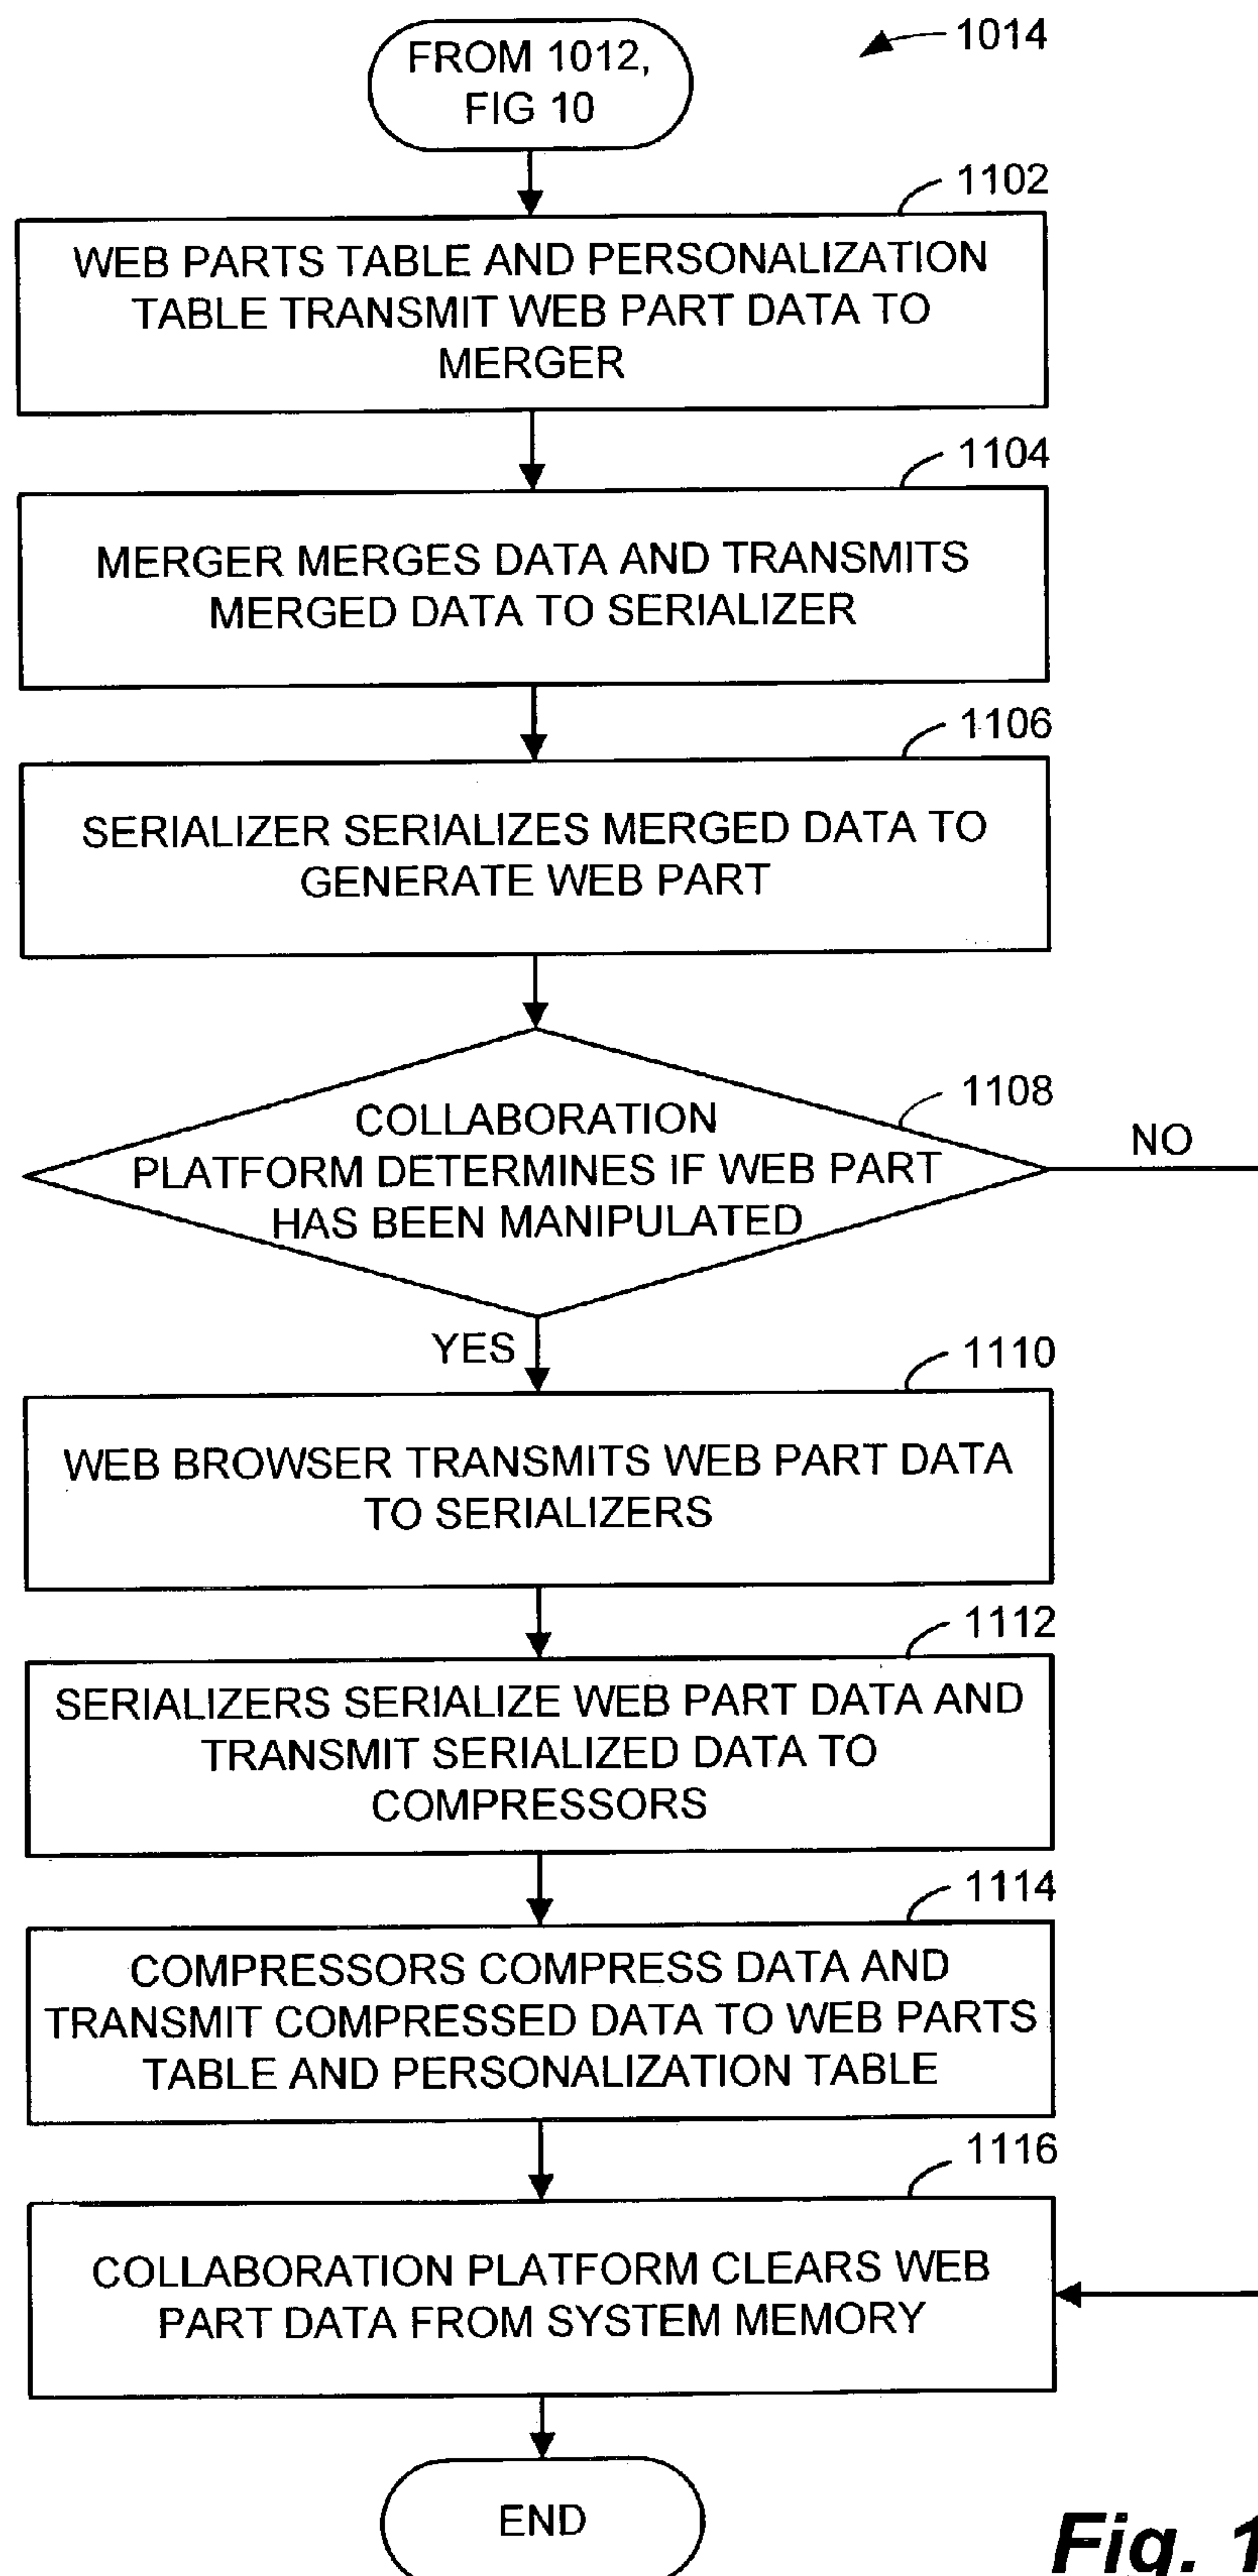 FROM 1012,
FIG 10
1014
1102
WEB PARTS TABLE AND PERSONALIZATION
TABLE TRANSMIT WEB PART DATA TO
MERGER
1104
MERGER MERGES DATA AND TRANSMITS
MERGED DATA TO SERIALIZER
1106
SERIALIZER SERIALIZES MERGED DATA TO
GENERATE WEB PART
1108
COLLABORATION
PLATFORM DETERMINES IF WEB PART
HAS BEEN MANIPULATED
NO
YES
1110
WEB BROWSER TRANSMITS WEB PART DATA
TO SERIALIZERS
1112
SERIALIZERS SERIALIZE WEB PART DATA AND
TRANSMIT SERIALIZED DATA TO
COMPRESSORS
1114
COMPRESSORS COMPRESS DATA AND
TRANSMIT COMPRESSED DATA TO WEB PARTS
TABLE AND PERSONALIZATION TABLE
1116
COLLABORATION PLATFORM CLEARS WEB
PART DATA FROM SYSTEM MEMORY
END
Fig.